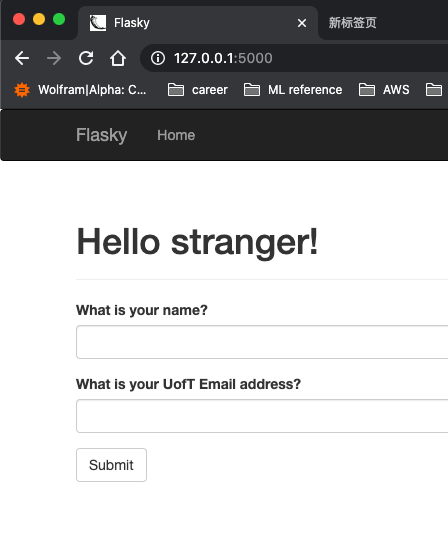 Flasky
新标签页
127.0.0.1:5000
Wolfram|Alpha: C... career ML reference AWS
Flasky Home
Hello stranger!
What is your name?
What is your UofT Email address?
Submit